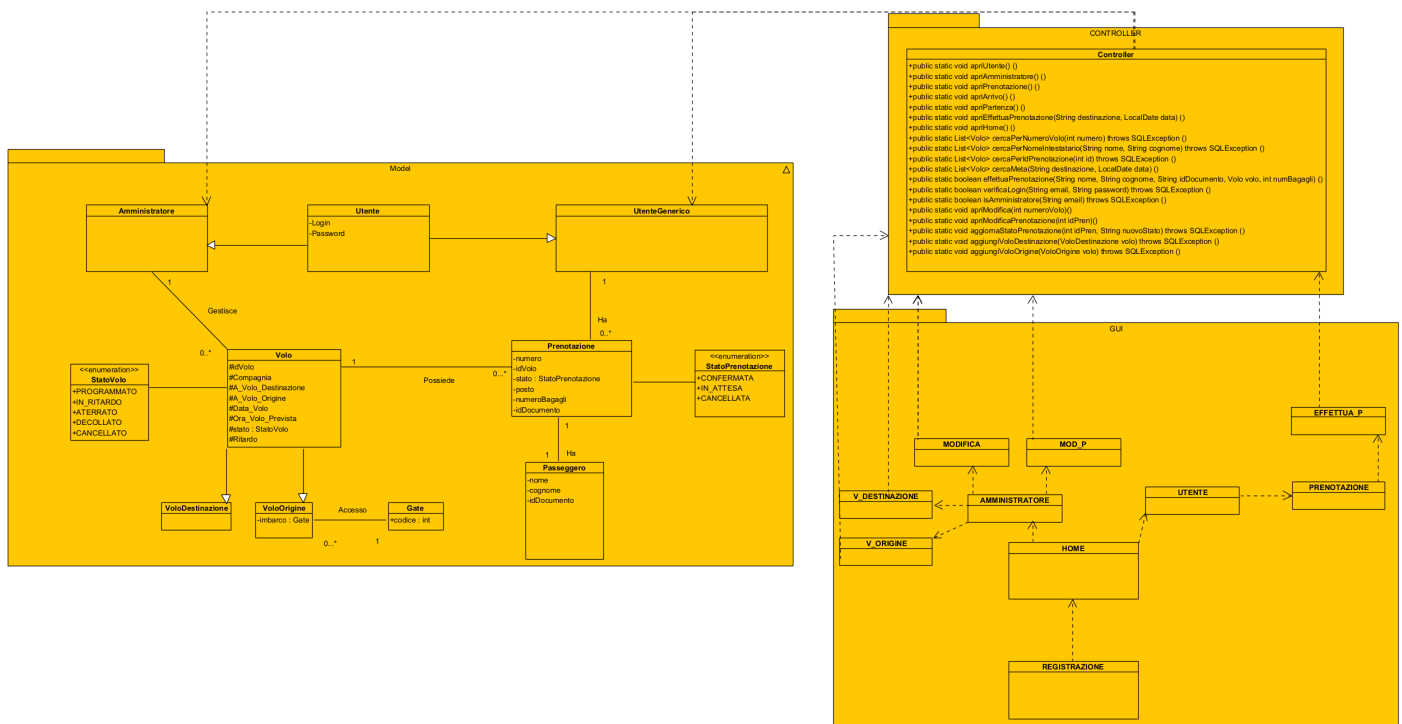 CONTROLLER
Controller
+public static void apriUtente() ()
+public static void apriAmministratore() ()
+public static void apriPrenotazione() ()
+public static void apriArrivo() ()
+public static void apriPartenza() ()
+public static void apriEffettuaPrenotazione(String destinazione, LocalDate data) ()
+public static void apriHome() ()
+public static List<Volo> cercaPerNumeroVolo(int numero) throws SQLException ()
+public static List<Volo> cercaPerNomeIntestatario(String nome, String cognome) throws SQLException ()
+public static List<Volo> cercaPerIdPrenotazione(int id) throws SQLException ()
+public static List<Volo> cercaMeta(String destinazione, LocalDate data) ()
+public static boolean effettuaPrenotazione(String nome, String cognome, String idDocumento, Volo volo, int numBagagli) ()
+public static boolean verificaLogin(String email, String password) throws SQLException ()
+public static boolean isAmministratore(String email) throws SQLException ()
+public static void apriModifica(int numeroVolo)()
+public static void apriModificaPrenotazione(int idPren)()
+public static void aggiornaStatoPrenotazione(int idPren, String nuovoStato) throws SQLException ()
+public static void aggiungiVoloDestinazione(VoloDestinazione volo) throws SQLException ()
+public static void aggiungiVoloOrigine(VoloOrigine volo) throws SQLException ()
Model
Amministratore
Utente
-Login
-Password
UtenteGenerico
1
Gestisce
0...*
1
Ha
0..*
<<enumeration>>
StatoVolo
+PROGRAMMATO
+IN_RITARDO
+ATERRATO
+DECOLLATO
+CANCELLATO
Volo
#idVolo
#Compagnia
#A_Volo_Destinazione
#A_Volo_Origine
#Data_Volo
#Ora_Volo_Prevista
#stato : StatoVolo
#Ritardo
1
Possiede
0...*
Prenotazione
-numero
-idVolo
-stato : StatoPrenotazione
-posto
-numeroBagagli
-idDocumento
<<enumeration>>
StatoPrenotazione
+CONFERMATA
+IN_ATTESA
+CANCELLATA
1
1
Ha
Passeggero
-nome
-cognome
-idDocumento
VoloDestinazione
VoloOrigine
-imbarco : Gate
Accesso
0...*
1
Gate
+codice : int
GUI
EFFETTUA_P
MODIFICA
MOD_P
V_DESTINAZIONE
AMMINISTRATORE
UTENTE
PRENOTAZIONE
V_ORIGINE
HOME
REGISTRAZIONE